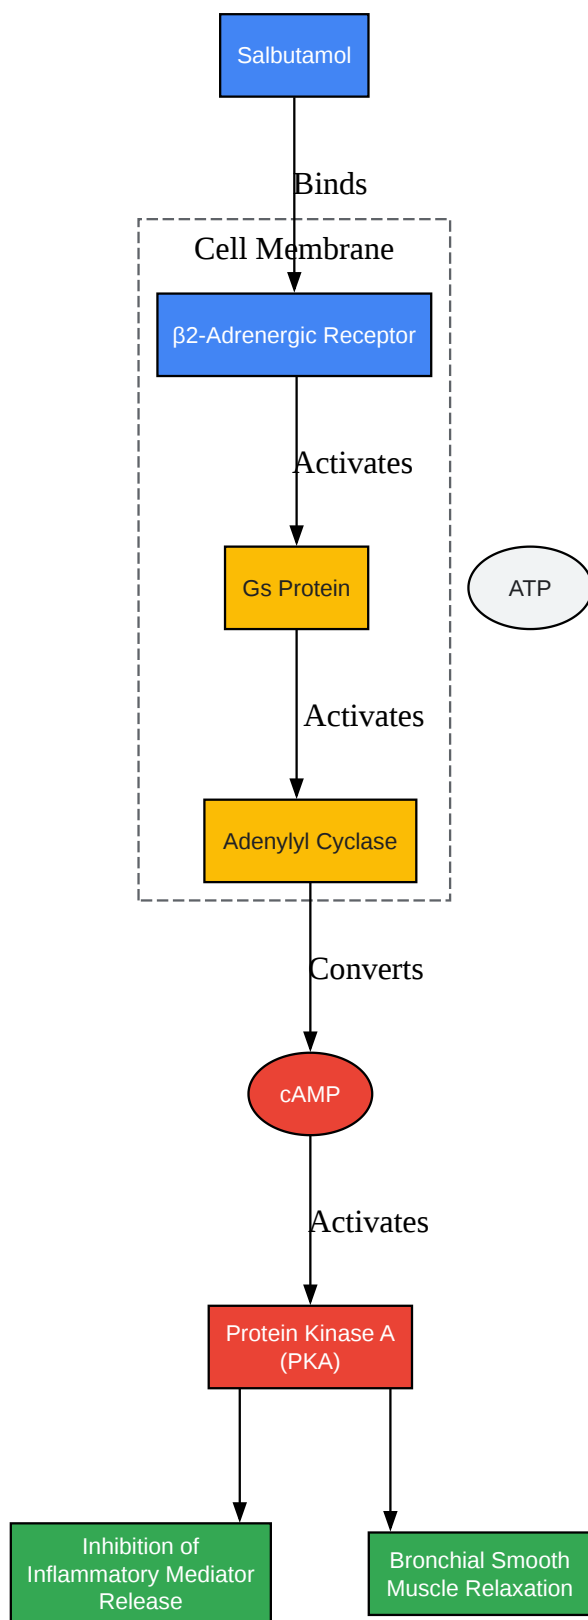 Salbutamol
Binds
Cell Membrane
β2-Adrenergic Receptor
Activates
Gs Protein
ATP
Activates
Adenylyl Cyclase
Converts
cAMP
Activates
Protein Kinase A
(PKA)
Inhibition of
Inflammatory Mediator
Release
Bronchial Smooth
Muscle Relaxation